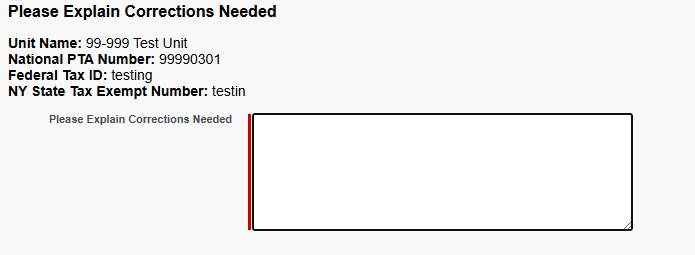 Please Explain Corrections Needed
Unit Name: 99-999 Test Unit
National PTA Number: 99990301
Federal Tax ID: testing
NY State Tax Exempt Number: testin
Please Explain Corrections Needed